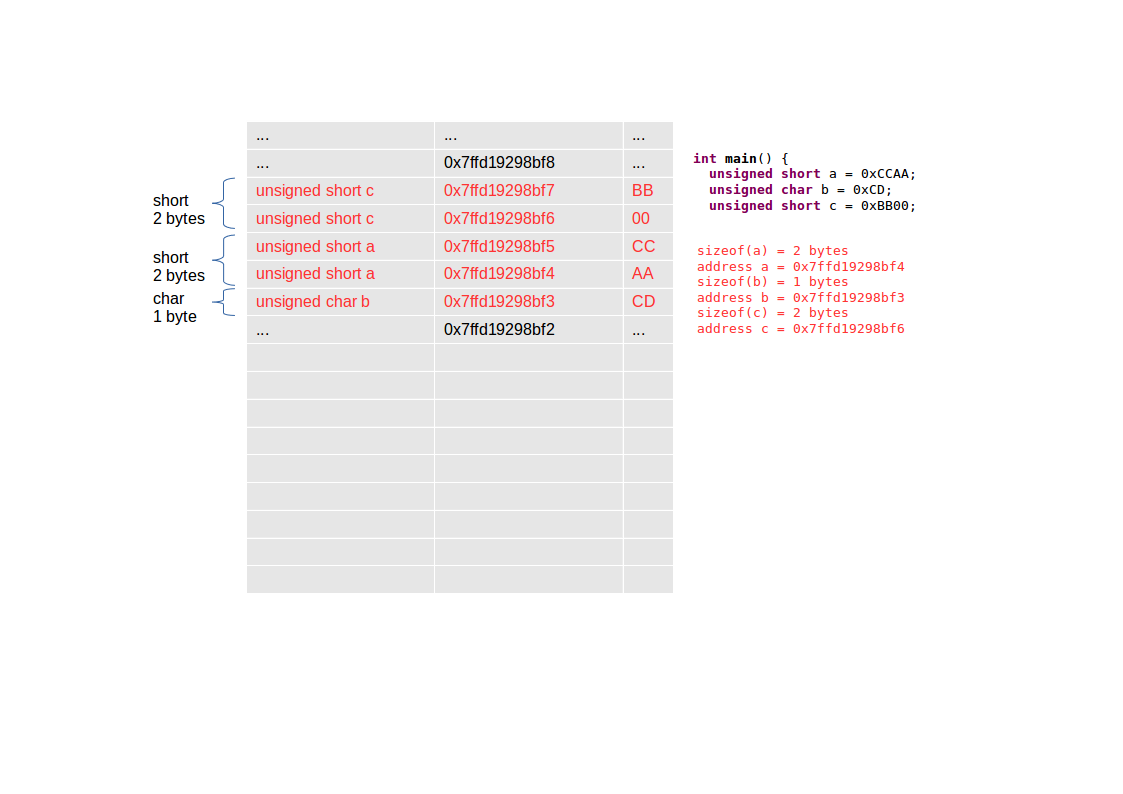 ... ... ...
... 0x7ffd19298bf8 ...
unsigned short c 0x7ffd19298bf7 BB
unsigned short c 0x7ffd19298bf6 00
unsigned short a 0x7ffd19298bf5 CC
unsigned short a 0x7ffd19298bf4 AA
unsigned char b 0x7ffd19298bf3 CD
... 0x7ffd19298bf2 ...
short
2 bytes
short
2 bytes
char
1 byte
int main() {
unsigned short a = 0xCCAA;
unsigned char b = 0xCD;
unsigned short c = 0xBB00;
sizeof(a) = 2 bytes
address a = 0x7ffd19298bf4
sizeof(b) = 1 bytes
address b = 0x7ffd19298bf3
sizeof(c) = 2 bytes
address c = 0x7ffd19298bf6